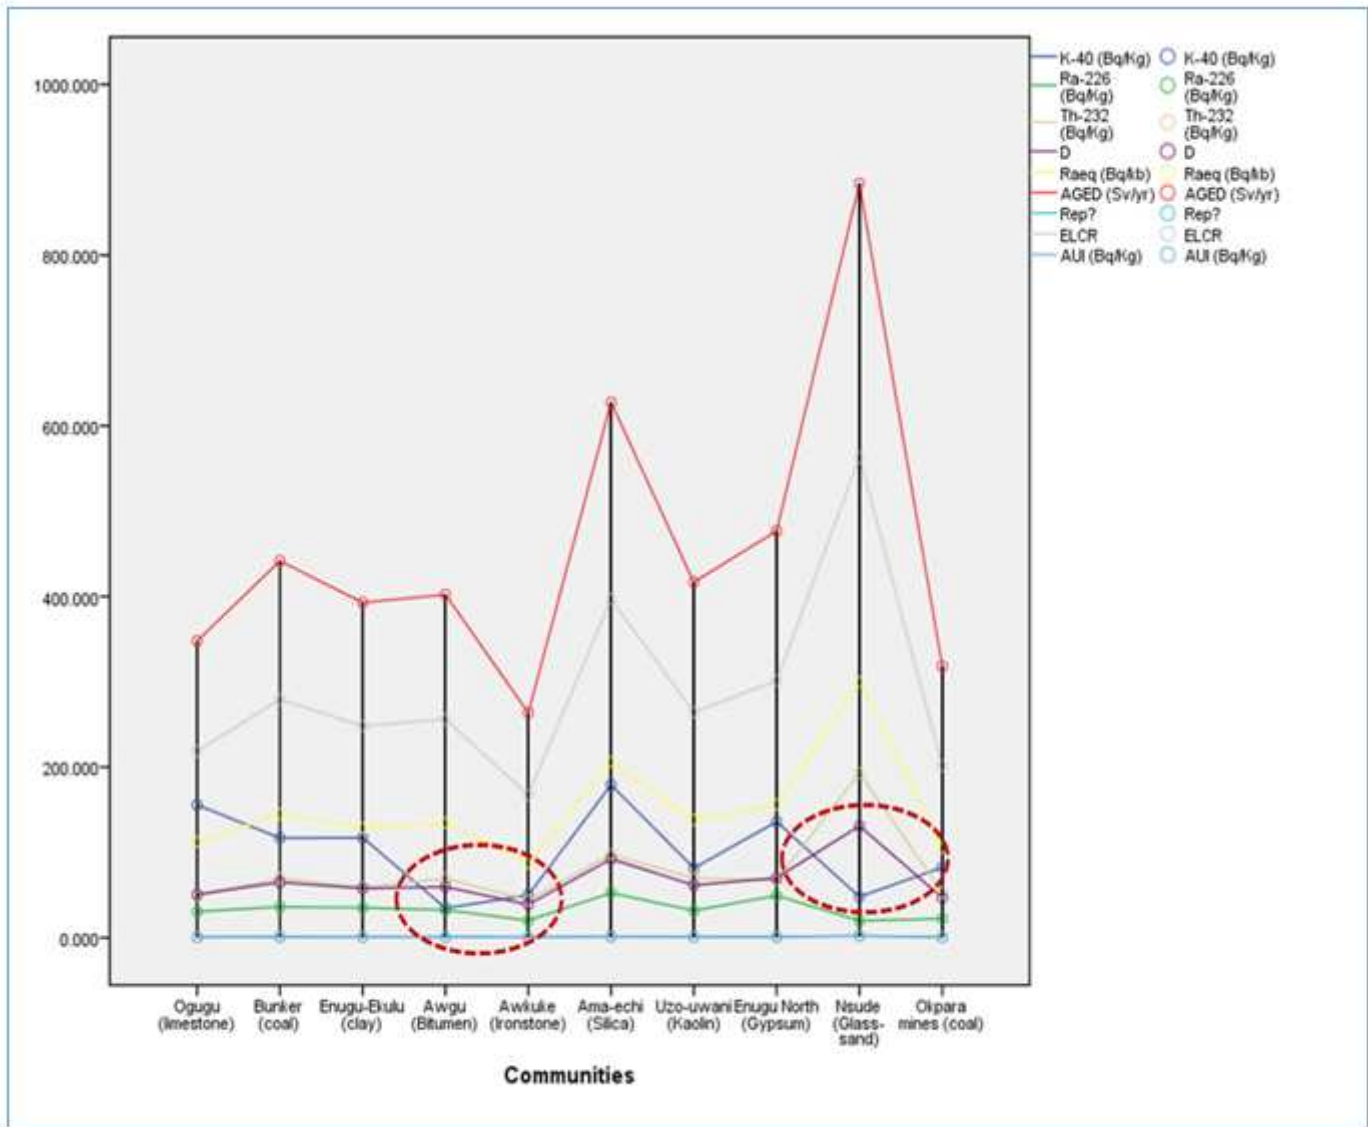 1000.000
800.000
600.000
400.000
200.000
0.000
K-40 (Bq/Kg)
Ra-226
(Bq/Kg)
Th-232
(Bq/Kg)
D
Raeq (Bq/kb)
AGED (Sv/yr)
Rep?
ELCR
AUI (Bq/Kg)
K-40 (Bq/Kg)
Ra-226
(Bq/Kg)
Th-232
(Bq/Kg)
D
Raeq (Bq/kb)
AGED (Sv/yr)
Rep?
ELCR
AUI (Bq/Kg)
Ogugu
(limestone)
Bunker
(coal)
Enugu-Ekulu
(clay)
Awgu
(Bitumen)
Awkuke
(Ironstone)
Ama-echi
(Silica)
Uzo-uwani
(Kaolin)
Enugu North
(Gypsum)
Nsude
(Glass-
sand)
Okpara
mines (coal)
Communities